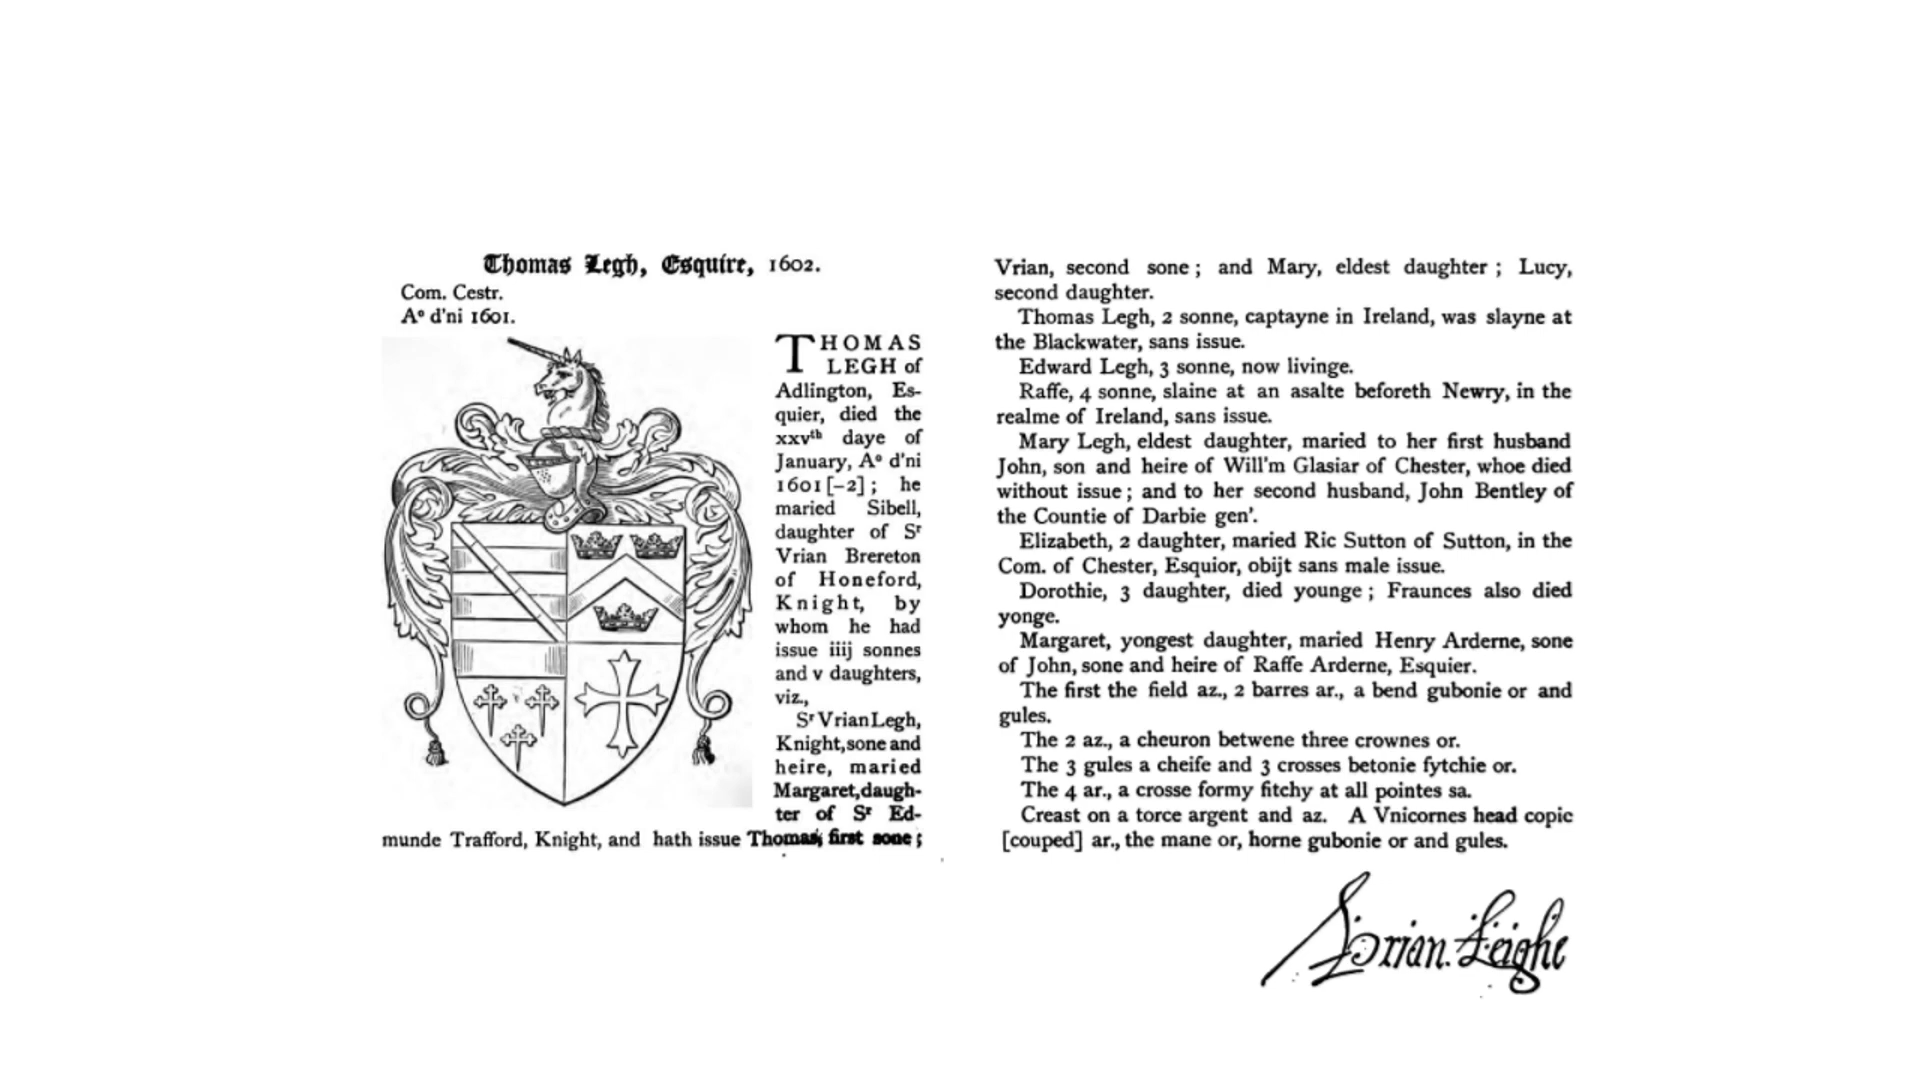 Thomas Legh, Esquire, 1602.
Com. Cestr.
Aº d'ni 1601.
THOMAS
LEGH of
Adlington, Es-
quier, died the
xxvth daye of
January, Aº d'ni
1601[-2]; he
maried Sibell,
daughter of Sr
Vrian Brereton
of Honeford,
Knight, by
whom he had
issue iiij sonnes
and v daughters,
viz.,
Sr Vrian Legh,
Knight, sone and
heire, maried
Margaret, daugh-
ter of Sr Ed-
munde Trafford, Knight, and hath issue Thomas, first sone;
Vrian, second sone; and Mary, eldest daughter; Lucy,
second daughter.
Thomas Legh, 2 sonne, captayne in Ireland, was slayne at
the Blackwater, sans issue.
Edward Legh, 3 sonne, now livinge.
Raffe, 4 sonne, slaine at an asalte beforeth Newry, in the
realme of Ireland, sans issue.
Mary Legh, eldest daughter, maried to her first husband
John, son and heire of Will'm Glasiar of Chester, whoe died
without issue; and to her second husband, John Bentley of
the Countie of Darbie gen'.
Elizabeth, 2 daughter, maried Ric Sutton of Sutton, in the
Com. of Chester, Esquior, obijt sans male issue.
Dorothie, 3 daughter, died younge; Fraunces also died
yonge.
Margaret, yongest daughter, maried Henry Arderne, sone
of John, sone and heire of Raffe Arderne, Esquier.
The first the field az., 2 barres ar., a bend gubonie or and
gules.
The 2 az., a cheuron betwene three crownes or.
The 3 gules a cheife and 3 crosses betonie fytchie or.
The 4 ar., a crosse formy fitchy at all pointes sa.
Creast on a torce argent and az. A Vnicornes head copic
[couped] ar., the mane or, horne gubonie or and gules.
Vrian. Leighe